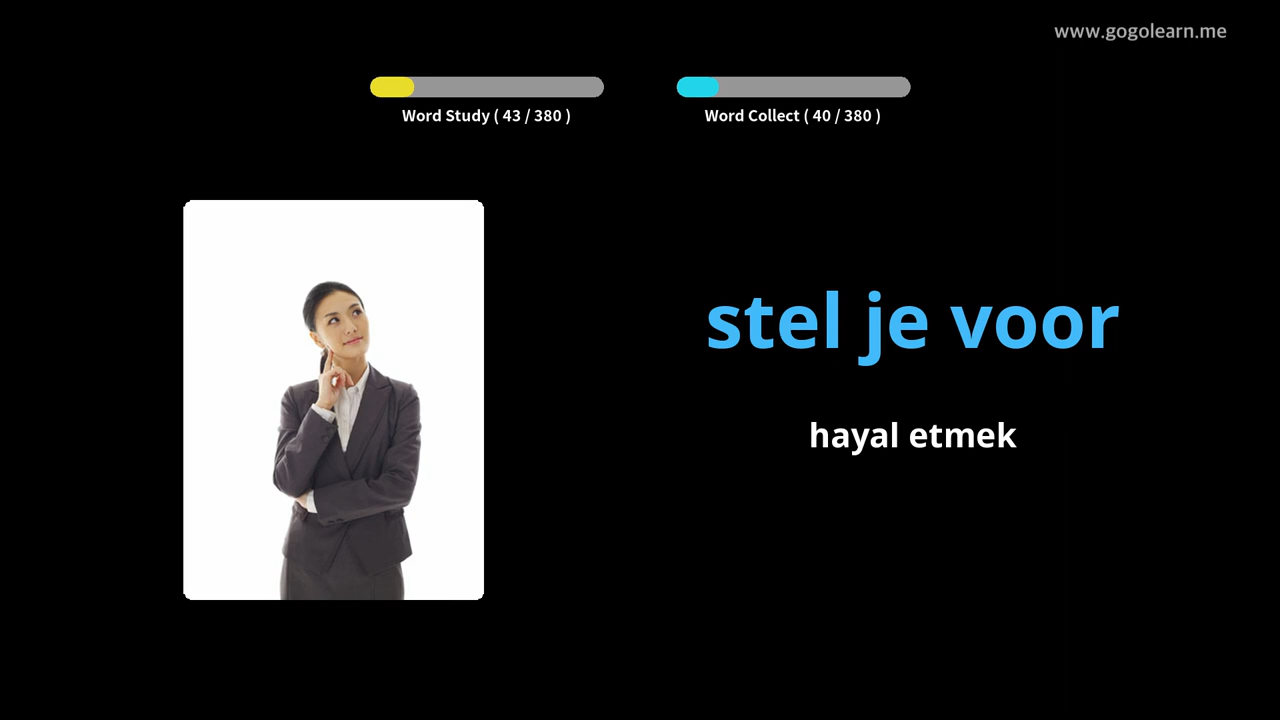 www.gogolearn.me
Word Study ( 43 / 380 )
Word Collect ( 40 / 380 )
stel je voor
hayal etmek